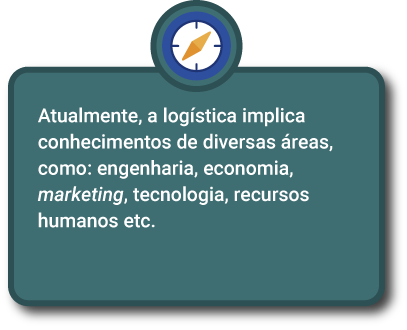 Atualmente, a logística implica
conhecimentos de diversas áreas,
como: engenharia, economia,
marketing, tecnologia, recursos
humanos etc.